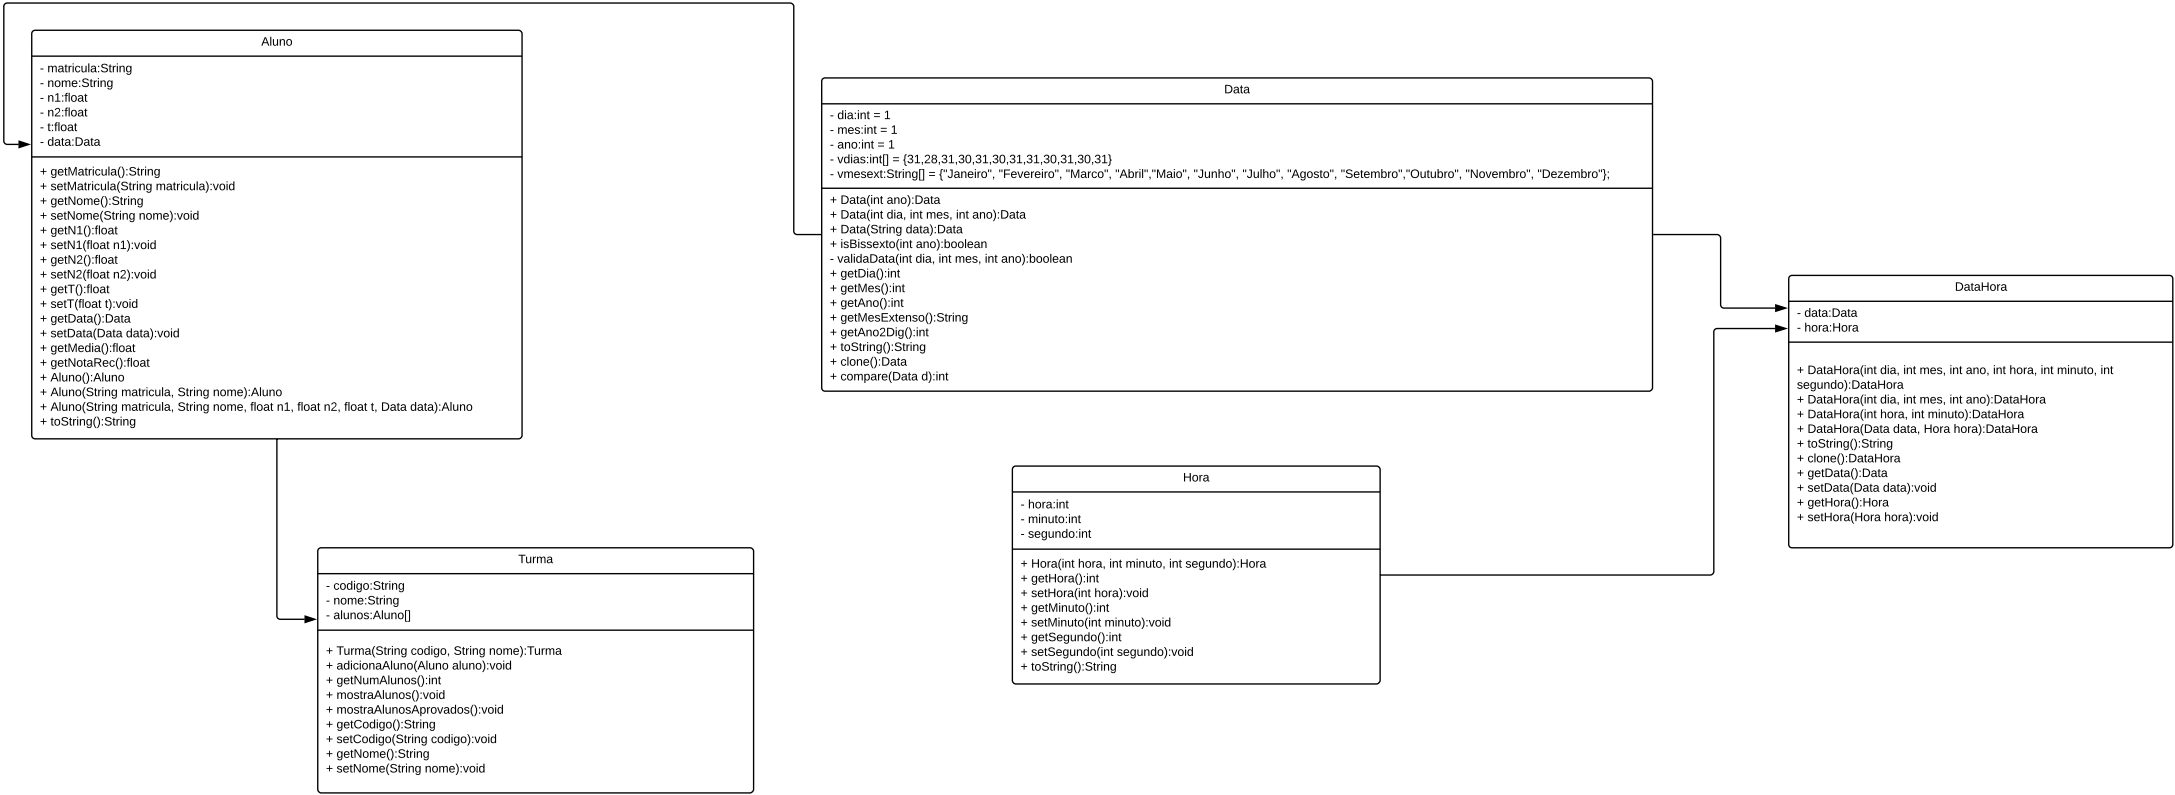 Aluno
- matricula:String
- nome:String
- n1:float
- n2:float
- t:float
- data:Data
+ getMatricula():String
+ setMatricula(String matricula):void
+ getNome():String
+ setNome(String nome):void
+ getN1():float
+ setN1(float n1):void
+ getN2():float
+ setN2(float n2):void
+ getT():float
+ setT(float t):void
+ getData():Data
+ setData(Data data):void
+ getMedia():float
+ getNotaRec():float
+ Aluno():Aluno
+ Aluno(String matricula, String nome):Aluno
+ Aluno(String matricula, String nome, float n1, float n2, float t, Data data):Aluno
+ toString():String
Data
- dia:int = 1
- mes:int = 1
- ano:int = 1
- vdias:int[] = {31,28,31,30,31,30,31,31,30,31,30,31}
- vmesext:String[] = {"Janeiro", "Fevereiro", "Marco", "Abril","Maio", "Junho", "Julho", "Agosto", "Setembro","Outubro", "Novembro", "Dezembro"};
+ Data(int ano):Data
+ Data(int dia, int mes, int ano):Data
+ Data(String data):Data
+ isBissexto(int ano):boolean
- validaData(int dia, int mes, int ano):boolean
+ getDia():int
+ getMes():int
+ getAno():int
+ getMesExtenso():String
+ getAno2Dig():int
+ toString():String
+ clone():Data
+ compare(Data d):int
DataHora
- data:Data
- hora:Hora
+ DataHora(int dia, int mes, int ano, int hora, int minuto, int
segundo):DataHora
+ DataHora(int dia, int mes, int ano):DataHora
+ DataHora(int hora, int minuto):DataHora
+ DataHora(Data data, Hora hora):DataHora
+ toString():String
+ clone():DataHora
+ getData():Data
+ setData(Data data):void
+ getHora():Hora
+ setHora(Hora hora):void
Hora
- hora:int
- minuto:int
- segundo:int
+ Hora(int hora, int minuto, int segundo):Hora
+ getHora():int
+ setHora(int hora):void
+ getMinuto():int
+ setMinuto(int minuto):void
+ getSegundo():int
+ setSegundo(int segundo):void
+ toString():String
Turma
- codigo:String
- nome:String
- alunos:Aluno[]
+ Turma(String codigo, String nome):Turma
+ adicionaAluno(Aluno aluno):void
+ getNumAlunos():int
+ mostraAlunos():void
+ mostraAlunosAprovados():void
+ getCodigo():String
+ setCodigo(String codigo):void
+ getNome():String
+ setNome(String nome):void